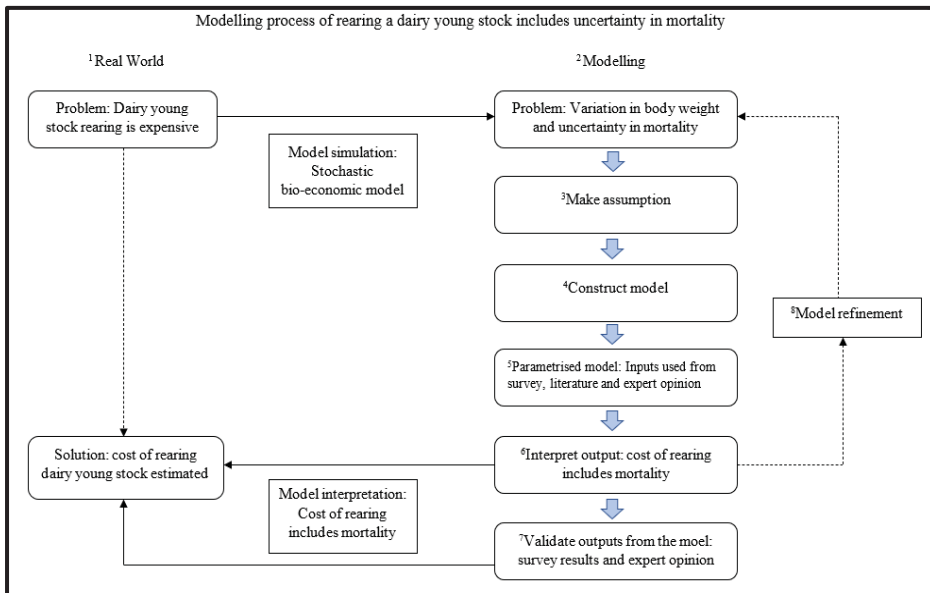 Modelling process of rearing a dairy young stock includes uncertainty in mortality
¹Real World
²Modelling
Problem: Dairy young
stock rearing is expensive
Problem: Variation in body weight
and uncertainty in mortality
Model simulation:
Stochastic
bio-economic model
³Make assumption
⁴Construct model
⁸Model refinement
⁵Parametrised model: Inputs used from
survey, literature and expert opinion
Solution: cost of rearing
dairy young stock estimated
⁶Interpret output: cost of rearing
includes mortality
Model interpretation:
Cost of rearing
includes mortality
⁷Validate outputs from the moel:
survey results and expert opinion